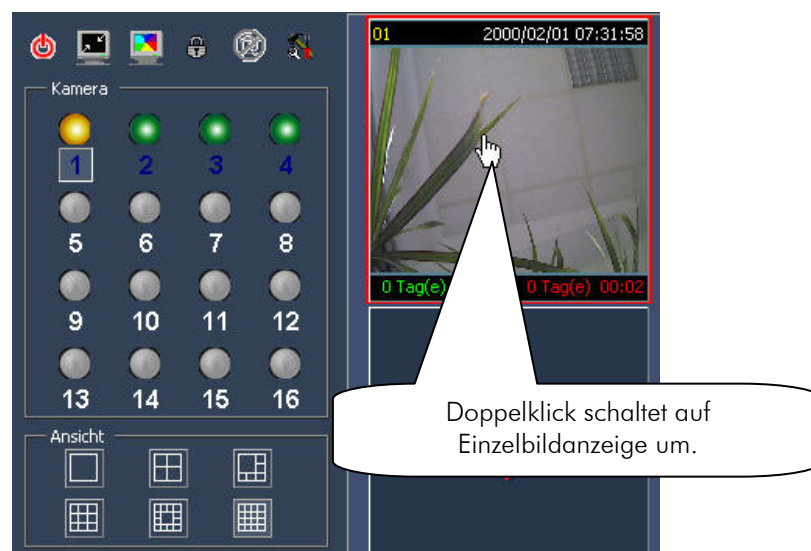 01 2000/02/01 07:31:58
Kamera
1 2 3 4
5 6 7 8
9 10 11 12
13 14 15 16
0 Tag(e) 0 Tag(e) 00:02
Doppelklick schaltet auf
Einzelbildanzeige um.
Ansicht